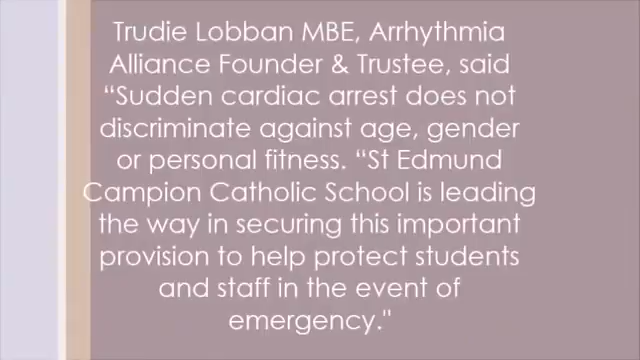 Trudie Lobban MBE, Arrhythmia
Alliance Founder & Trustee, said
“Sudden cardiac arrest does not
discriminate against age, gender
or personal fitness. “St Edmund
Campion Catholic School is leading
the way in securing this important
provision to help protect students
and staff in the event of
emergency."